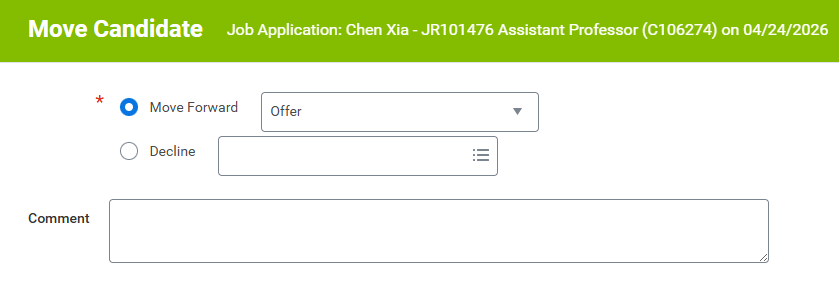 Move Candidate Job Application: Chen Xia - JR101476 Assistant Professor (C106274) on 04/24/2026
* Move Forward Offer
Decline
Comment